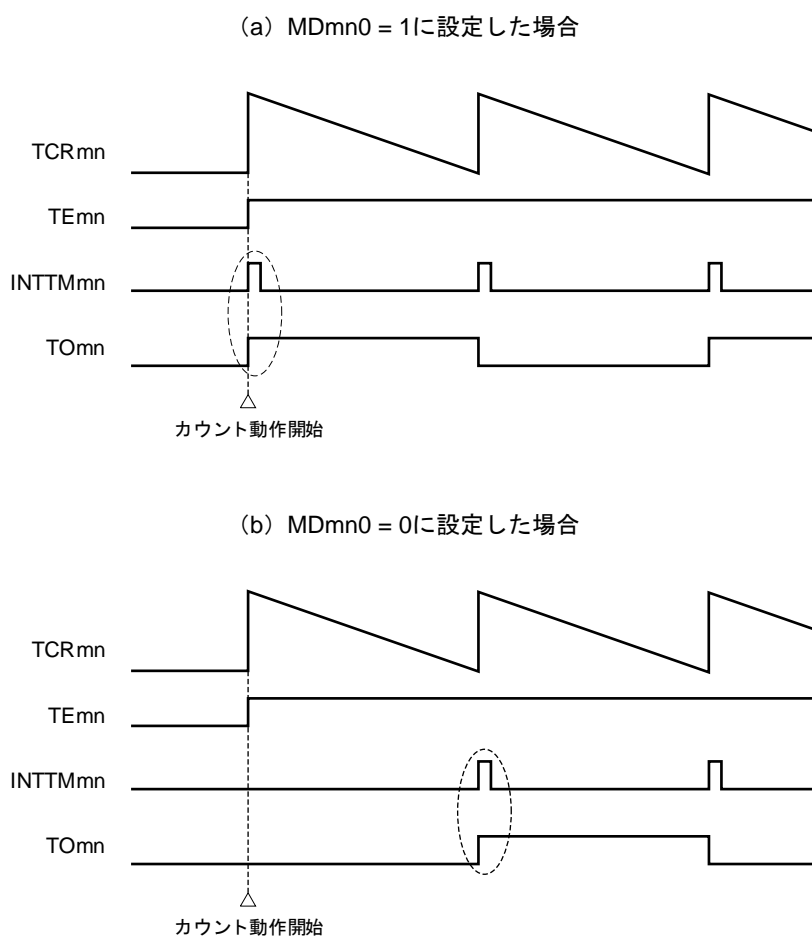 （a）MDmn0 = 1に設定した場合
TCRmn
TEmn
INTTMmn
TOmn
カウント動作開始
（b）MDmn0 = 0に設定した場合
TCRmn
TEmn
INTTMmn
TOmn
カウント動作開始